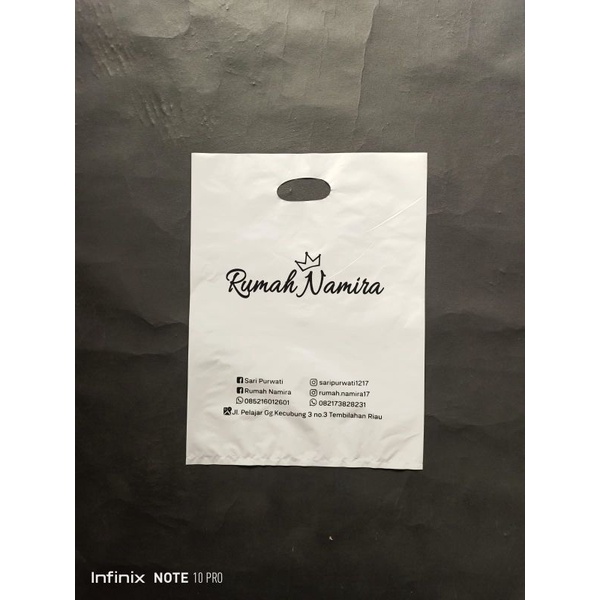 Rumah Namira
Sari Purwati saripurwati1217
Rumah Namira rumah.namira17
085216012601 082173828231
Jl. Pelajar Gg Kecubung 3 no.3 Tembilahan Riau
Infinix NOTE 10 PRO